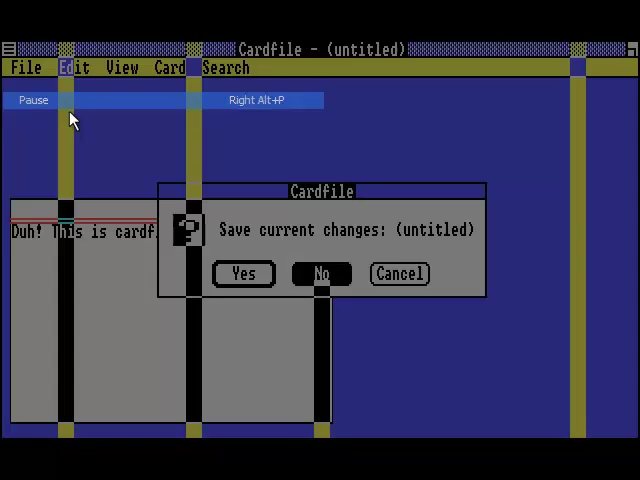 Cardfile - (untitled)
File Edit View Card Search
Pause Right Alt+P
Cardfile
Duh! This is cardf
Save current changes: (untitled)
Yes No Cancel